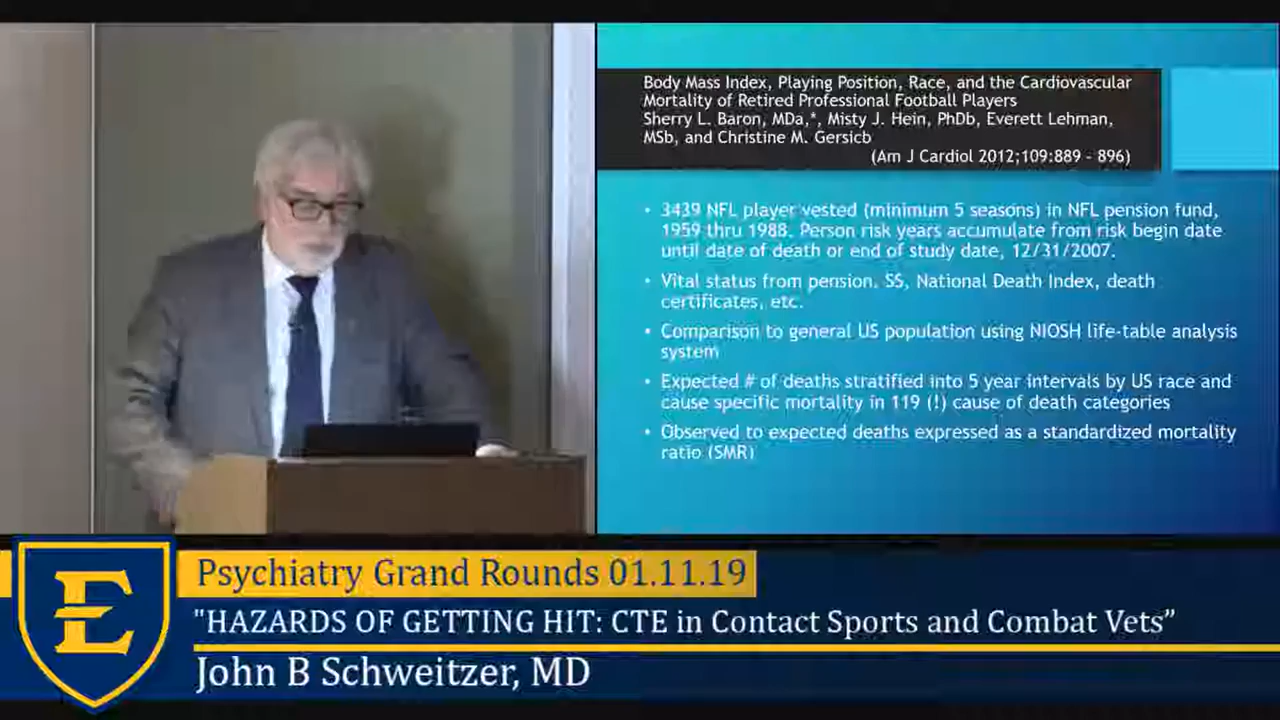 Body Mass Index, Playing Position, Race, and the Cardiovascular
Mortality of Retired Professional Football Players
Sherry L. Baron, MDa,*, Misty J. Hein, PhDb, Everett Lehman,
MSb, and Christine M. Gersicb
(Am J Cardiol 2012;109:889 – 896)
• 3439 NFL player vested (minimum 5 seasons) in NFL pension fund,
1959 thru 1988. Person risk years accumulate from risk begin date
until date of death or end of study date, 12/31/2007.
• Vital status from pension, SS, National Death Index, death
certificates, etc.
• Comparison to general US population using NIOSH life-table analysis
system
• Expected # of deaths stratified into 5 year intervals by US race and
cause specific mortality in 119 (!) cause of death categories
• Observed to expected deaths expressed as a standardized mortality
ratio (SMR)
E
Psychiatry Grand Rounds 01.11.19
"HAZARDS OF GETTING HIT: CTE in Contact Sports and Combat Vets”
John B Schweitzer, MD